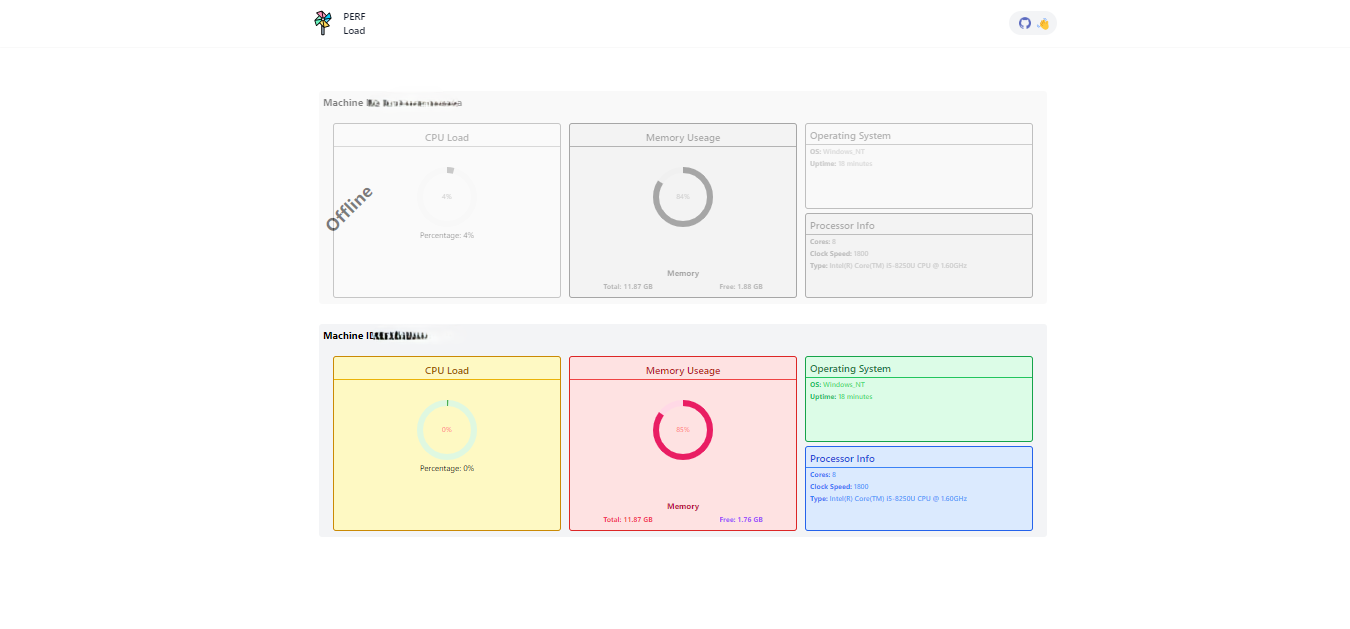 PERF
Load
Machine
CPU Load
4%
Percentage: 4%
Offline
Memory Useage
84%
Memory
Total: 11.87 GB Free: 1.88 GB
Operating System
OS: Windows_NT
Uptime: 18 minutes
Processor Info
Cores: 8
Clock Speed: 1800
Type: Intel(R) Core(TM) i5-8250U CPU @ 1.60GHz
Machine
CPU Load
0%
Percentage: 0%
Memory Useage
85%
Memory
Total: 11.87 GB Free: 1.76 GB
Operating System
OS: Windows_NT
Uptime: 18 minutes
Processor Info
Cores: 8
Clock Speed: 1800
Type: Intel(R) Core(TM) i5-8250U CPU @ 1.60GHz